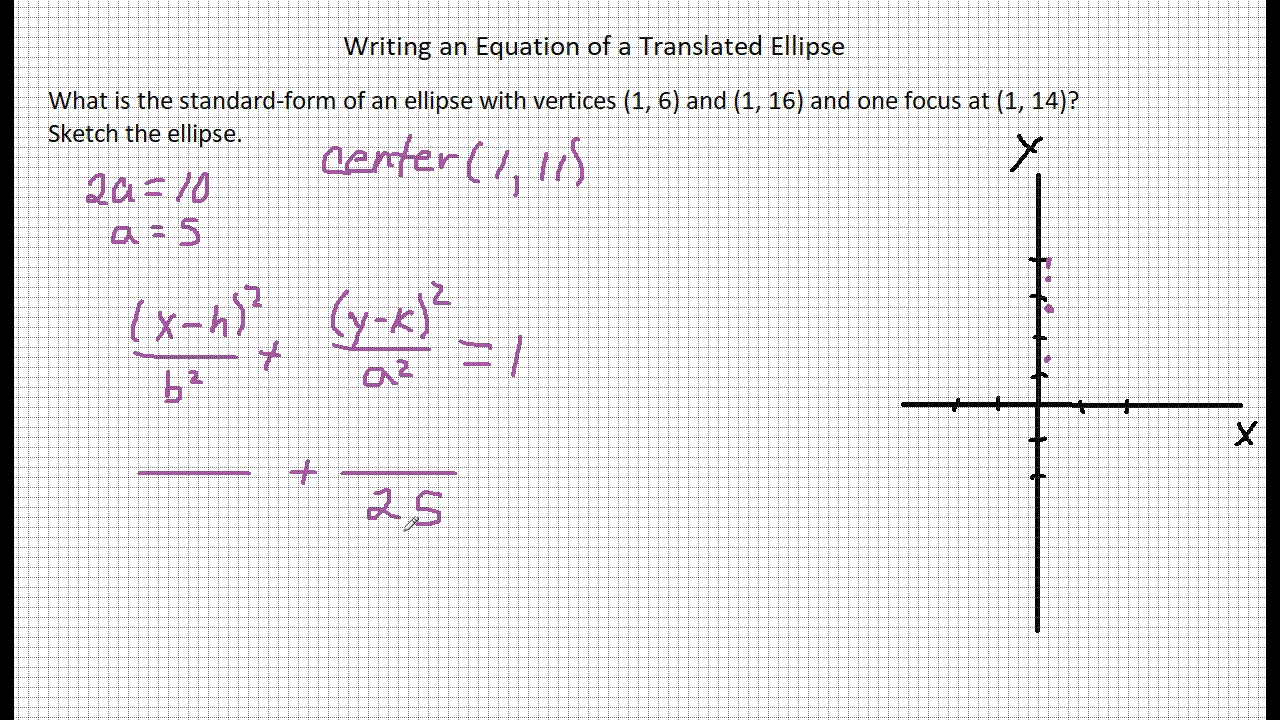 Writing an Equation of a Translated Ellipse
What is the standard-form of an ellipse with vertices (1, 6) and (1, 16) and one focus at (1, 14)?
Sketch the ellipse.
center (1, 11)
2a = 10
a = 5
(x-h)² / b² + (y-k)² / a² = 1
+ / 25
y
x